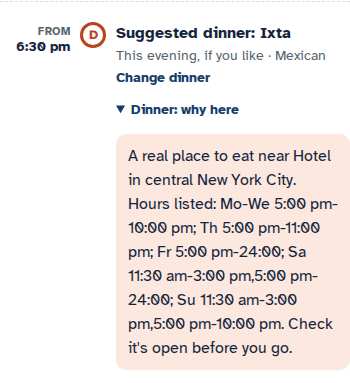 FROM
6:30 pm
D
Suggested dinner: Ixta
This evening, if you like · Mexican
Change dinner
▼ Dinner: why here
A real place to eat near Hotel
in central New York City.
Hours listed: Mo-We 5:00 pm-
10:00 pm; Th 5:00 pm-11:00
pm; Fr 5:00 pm-24:00; Sa
11:30 am-3:00 pm,5:00 pm-
24:00; Su 11:30 am-3:00
pm,5:00 pm-10:00 pm. Check
it's open before you go.